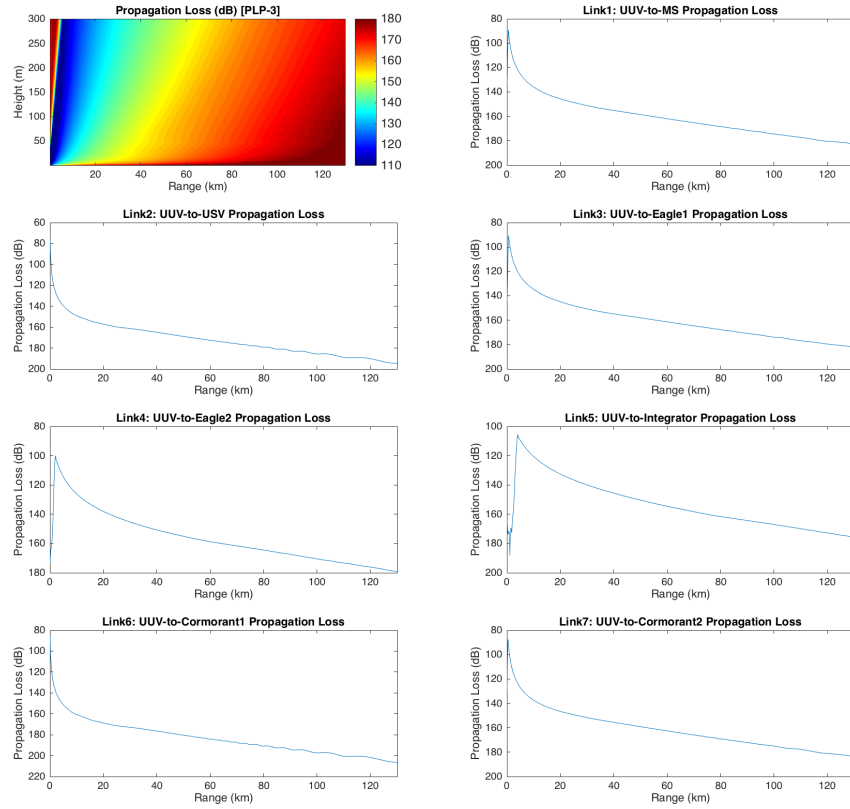 Propagation Loss (dB) [PLP-3]
Height (m)
300
250
200
150
100
50
20 40 60 80 100 120
Range (km)
180
170
160
150
140
130
120
110
Link1: UUV-to-MS Propagation Loss
Propagation Loss (dB)
80
100
120
140
160
180
200
0 20 40 60 80 100 120
Range (km)
Link2: UUV-to-USV Propagation Loss
Propagation Loss (dB)
60
80
100
120
140
160
180
200
0 20 40 60 80 100 120
Range (km)
Link3: UUV-to-Eagle1 Propagation Loss
Propagation Loss (dB)
80
100
120
140
160
180
200
0 20 40 60 80 100 120
Range (km)
Link4: UUV-to-Eagle2 Propagation Loss
Propagation Loss (dB)
80
100
120
140
160
180
0 20 40 60 80 100 120
Range (km)
Link5: UUV-to-Integrator Propagation Loss
Propagation Loss (dB)
100
120
140
160
180
200
0 20 40 60 80 100 120
Range (km)
Link6: UUV-to-Cormorant1 Propagation Loss
Propagation Loss (dB)
80
100
120
140
160
180
200
220
0 20 40 60 80 100 120
Range (km)
Link7: UUV-to-Cormorant2 Propagation Loss
Propagation Loss (dB)
80
100
120
140
160
180
200
0 20 40 60 80 100 120
Range (km)